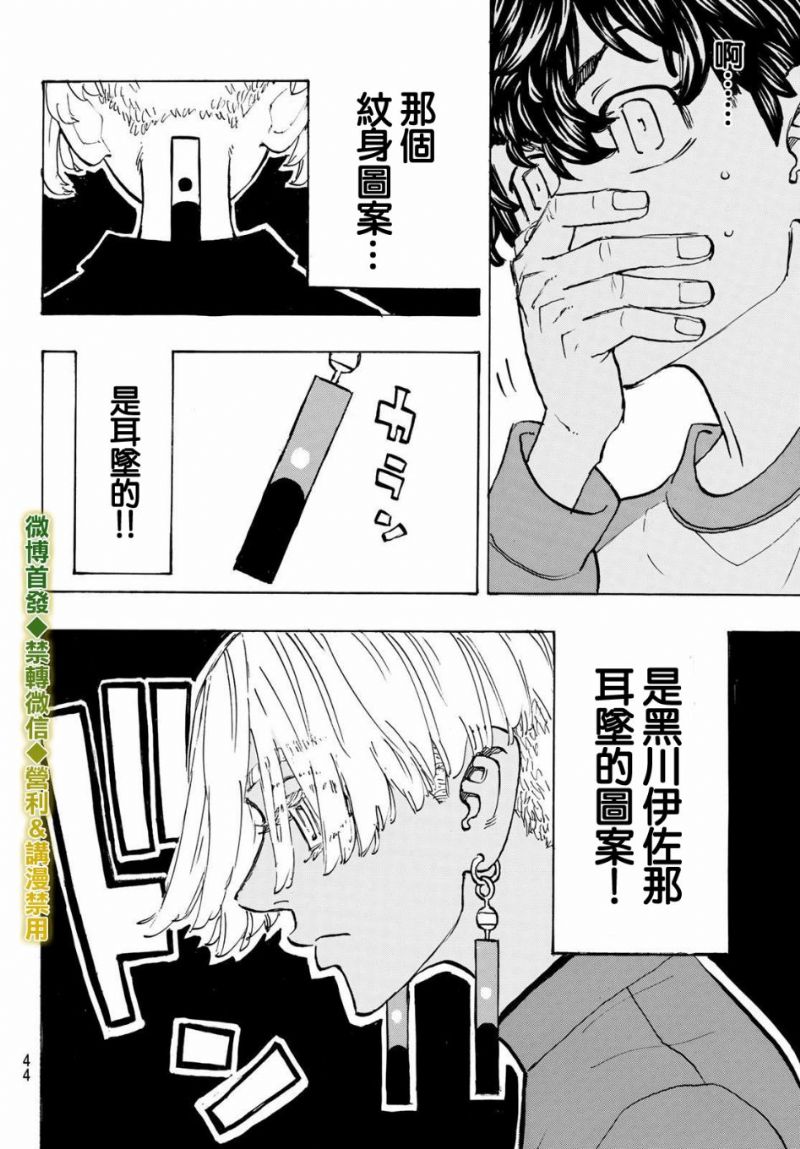 啊……
那個
紋身圖案…
カラン
是耳墜的!!
是黑川伊佐那
耳墜的圖案！
微博首發◆禁轉微信◆營利&講漫禁用
44